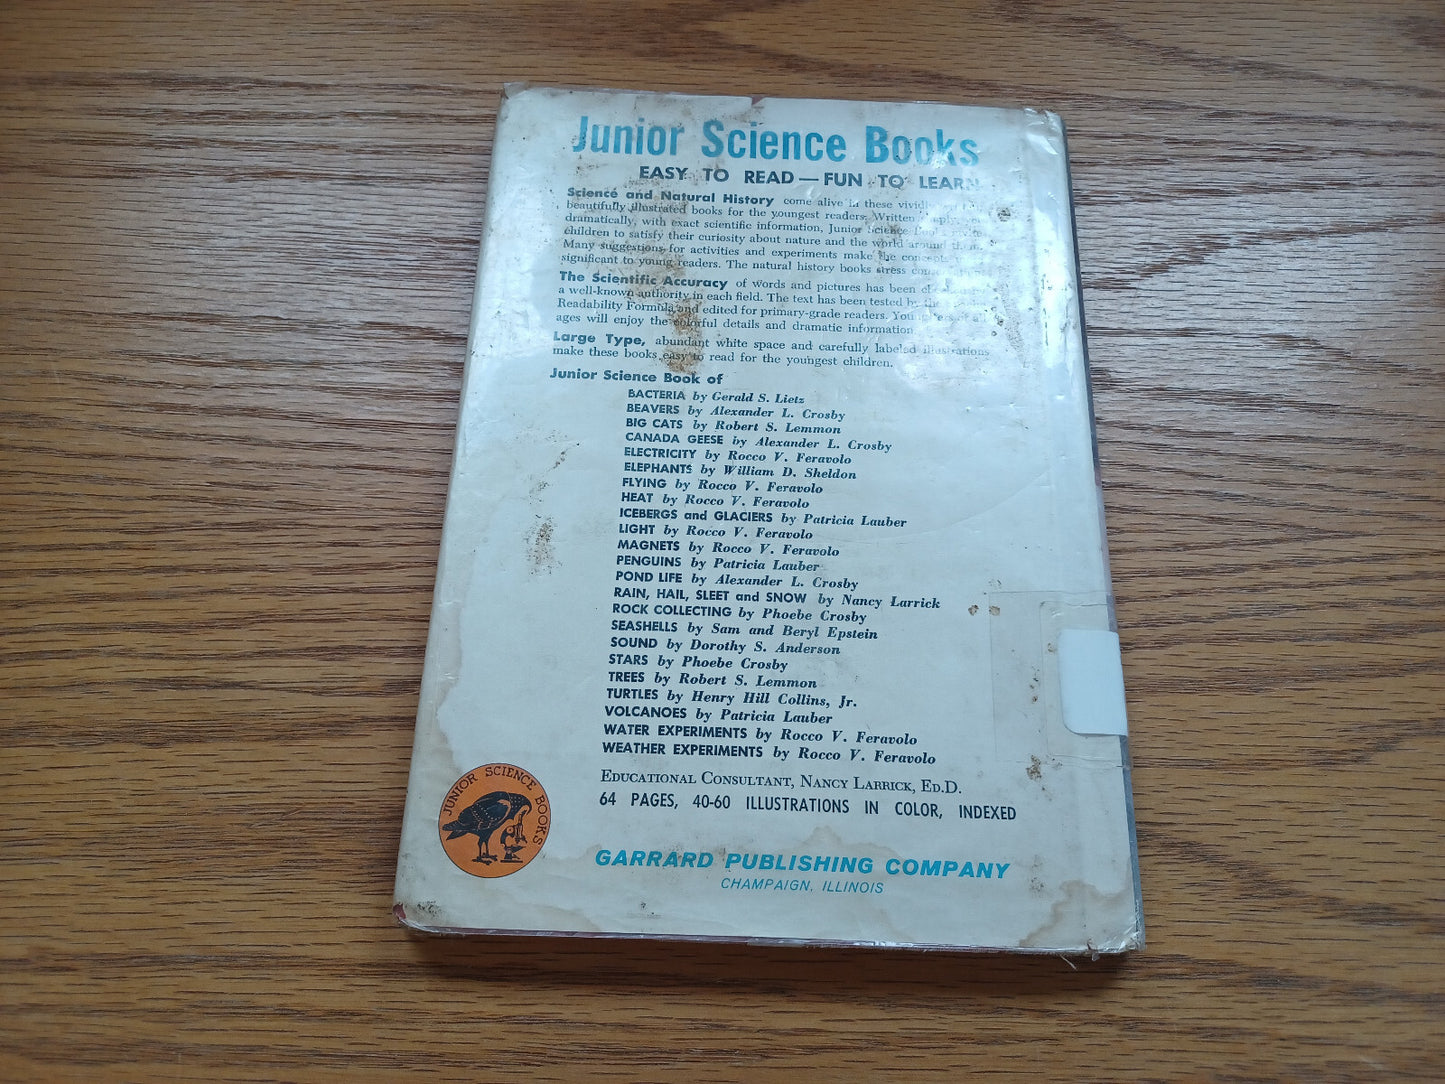 Junior Science Books
EASY TO READ — FUN TO LEARN
Science and Natural History come alive in these vividly
beautifully illustrated books for the youngest readers. Written
dramatically, with exact scientific information, Junior Science
children to satisfy their curiosity about nature and the world around them.
Many suggestions for activities and experiments make the concepts
significant to young readers. The natural history books stress
The Scientific Accuracy of words and pictures has been
a well-known authority in each field. The text has been tested by
Readability Formula and edited for primary-grade readers.
ages will enjoy the colorful details and dramatic information
Large Type, abundant white space and carefully labeled illustrations
make these books easy to read for the youngest children.
Junior Science Book of
BACTERIA by Gerald S. Lietz
BEAVERS by Alexander L. Crosby
BIG CATS by Robert S. Lemmon
CANADA GEESE by Alexander L. Crosby
ELECTRICITY by Rocco V. Feravolo
ELEPHANTS by William D. Sheldon
FLYING by Rocco V. Feravolo
HEAT by Rocco V. Feravolo
ICEBERGS and GLACIERS by Patricia Lauber
LIGHT by Rocco V. Feravolo
MAGNETS by Rocco V. Feravolo
PENGUINS by Patricia Lauber
POND LIFE by Alexander L. Crosby
RAIN, HAIL, SLEET and SNOW by Nancy Larrick
ROCK COLLECTING by Phoebe Crosby
SEASHELLS by Sam and Beryl Epstein
SOUND by Dorothy S. Anderson
STARS by Phoebe Crosby
TREES by Robert S. Lemmon
TURTLES by Henry Hill Collins, Jr.
VOLCANOES by Patricia Lauber
WATER EXPERIMENTS by Rocco V. Feravolo
WEATHER EXPERIMENTS by Rocco V. Feravolo
EDUCATIONAL CONSULTANT, NANCY LARRICK, ED.D.
64 PAGES, 40-60 ILLUSTRATIONS IN COLOR, INDEXED
JUNIOR SCIENCE BOOKS
GARRARD PUBLISHING COMPANY
CHAMPAIGN, ILLINOIS